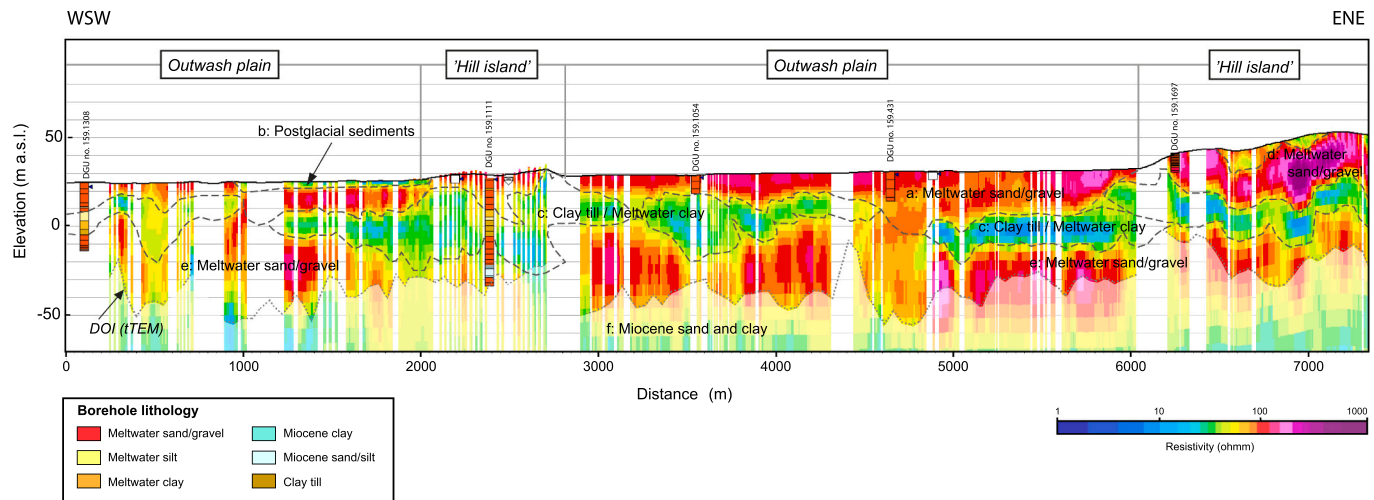 WSW
ENE
Outwash plain
'Hill island'
Outwash plain
'Hill island'
DGU no. 159.1308
DGU no. 159.1111
DGU no. 159.1054
DGU no. 159.431
DGU no. 159.1697
b: Postglacial sediments
d: Meltwater
sand/gravel
a: Meltwater sand/gravel
c: Clay till / Meltwater clay
c: Clay till / Meltwater clay
e: Meltwater sand/gravel
e: Meltwater sand/gravel
DOI (tTEM)
f: Miocene sand and clay
Elevation (m a.s.l.)
50
0
-50
0
1000
2000
3000
4000
5000
6000
7000
Distance (m)
Borehole lithology
Meltwater sand/gravel
Miocene clay
Meltwater silt
Miocene sand/silt
Meltwater clay
Clay till
1
10
100
1000
Resistivity (ohmm)